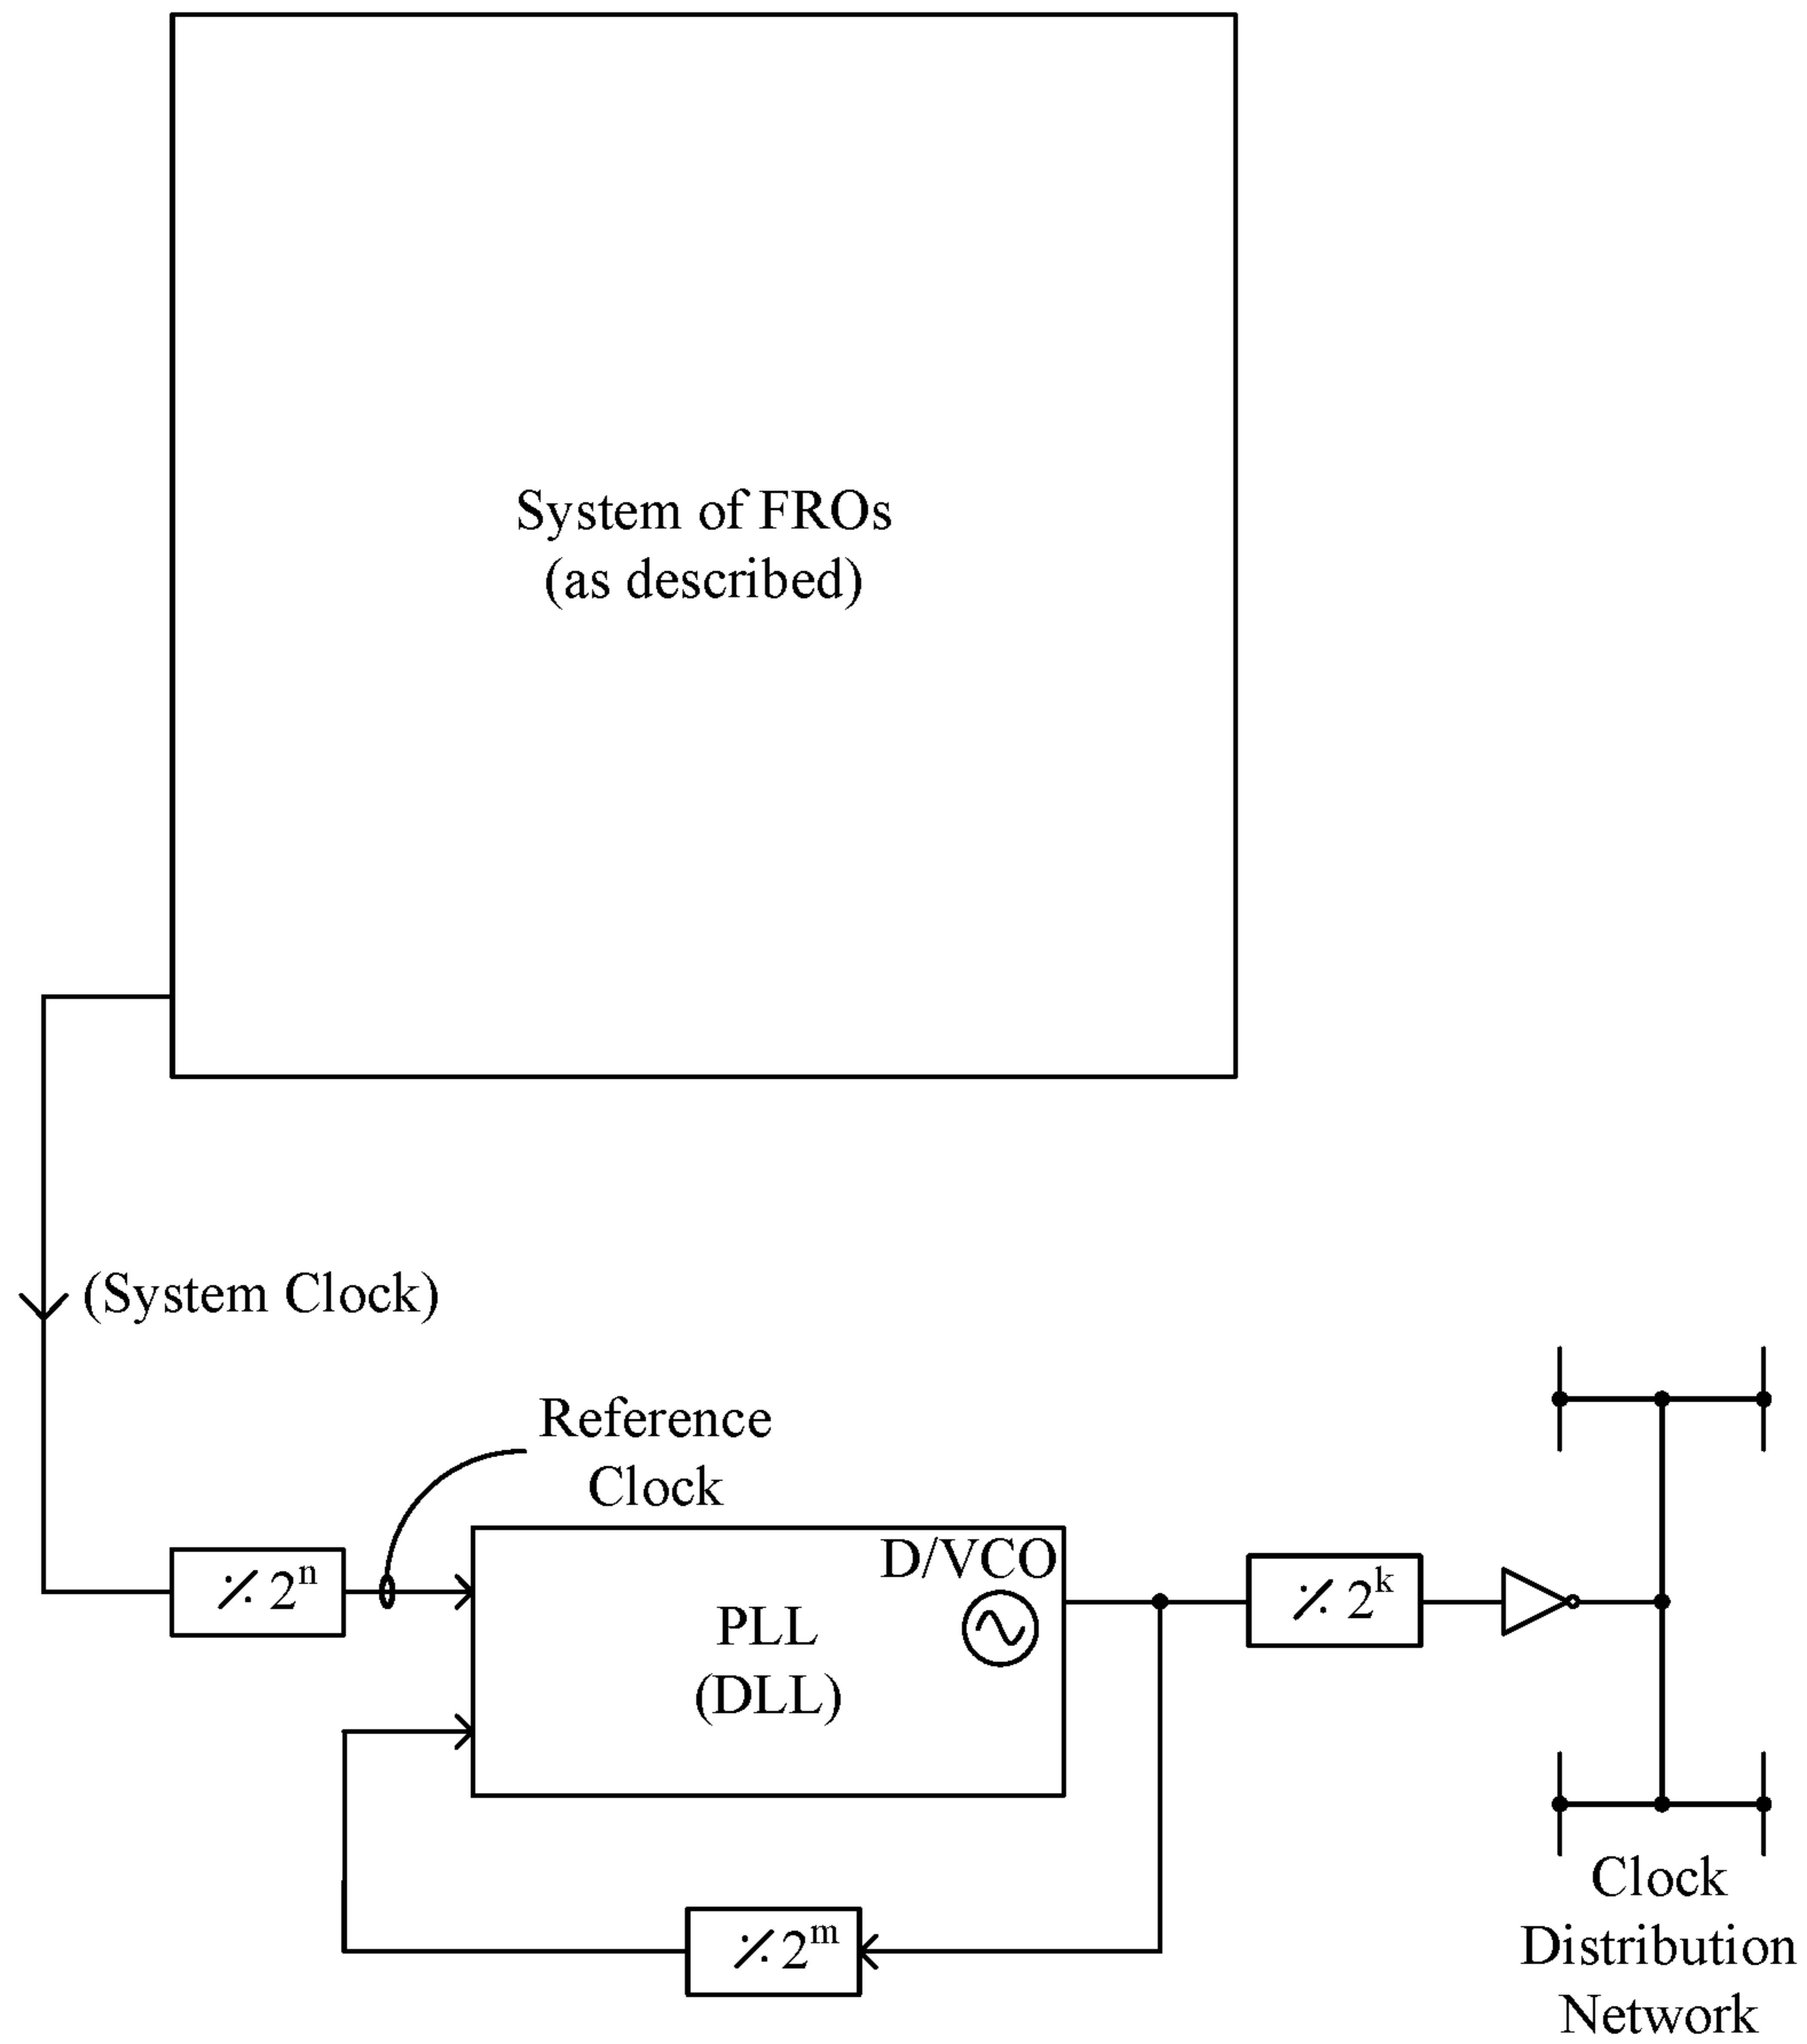 System of FROs
(as described)
(System Clock)
Reference
Clock
D/VCO
PLL
(DLL)
⁒ 2ⁿ
⁒ 2ᵏ
⁒ 2ᵐ
Clock
Distribution
Network